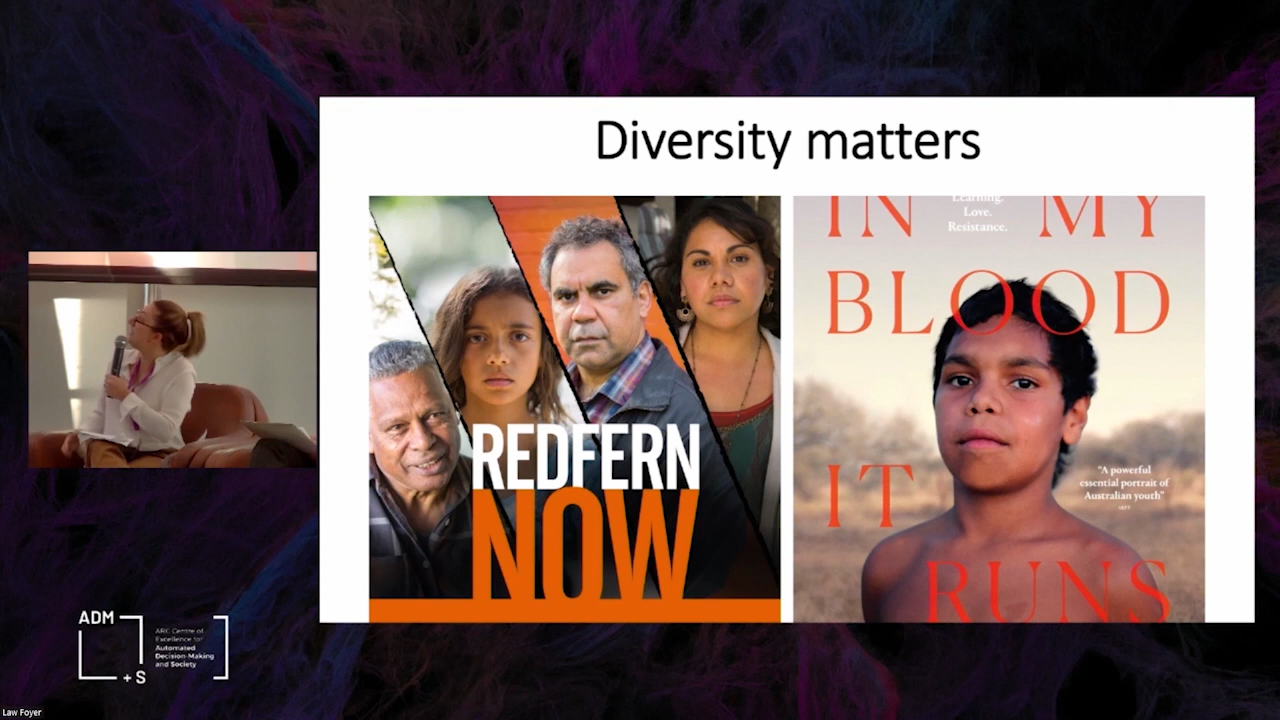 Diversity matters
REDFERN
NOW
IN MY
Learning.
Love.
Resistance.
BLOOD
IT
"A powerful
essential portrait of
Australian youth"
RUNS
ADM
+ S
ARC Centre of
Excellence for
Automated
Decision-Making
and Society
Law Foyer